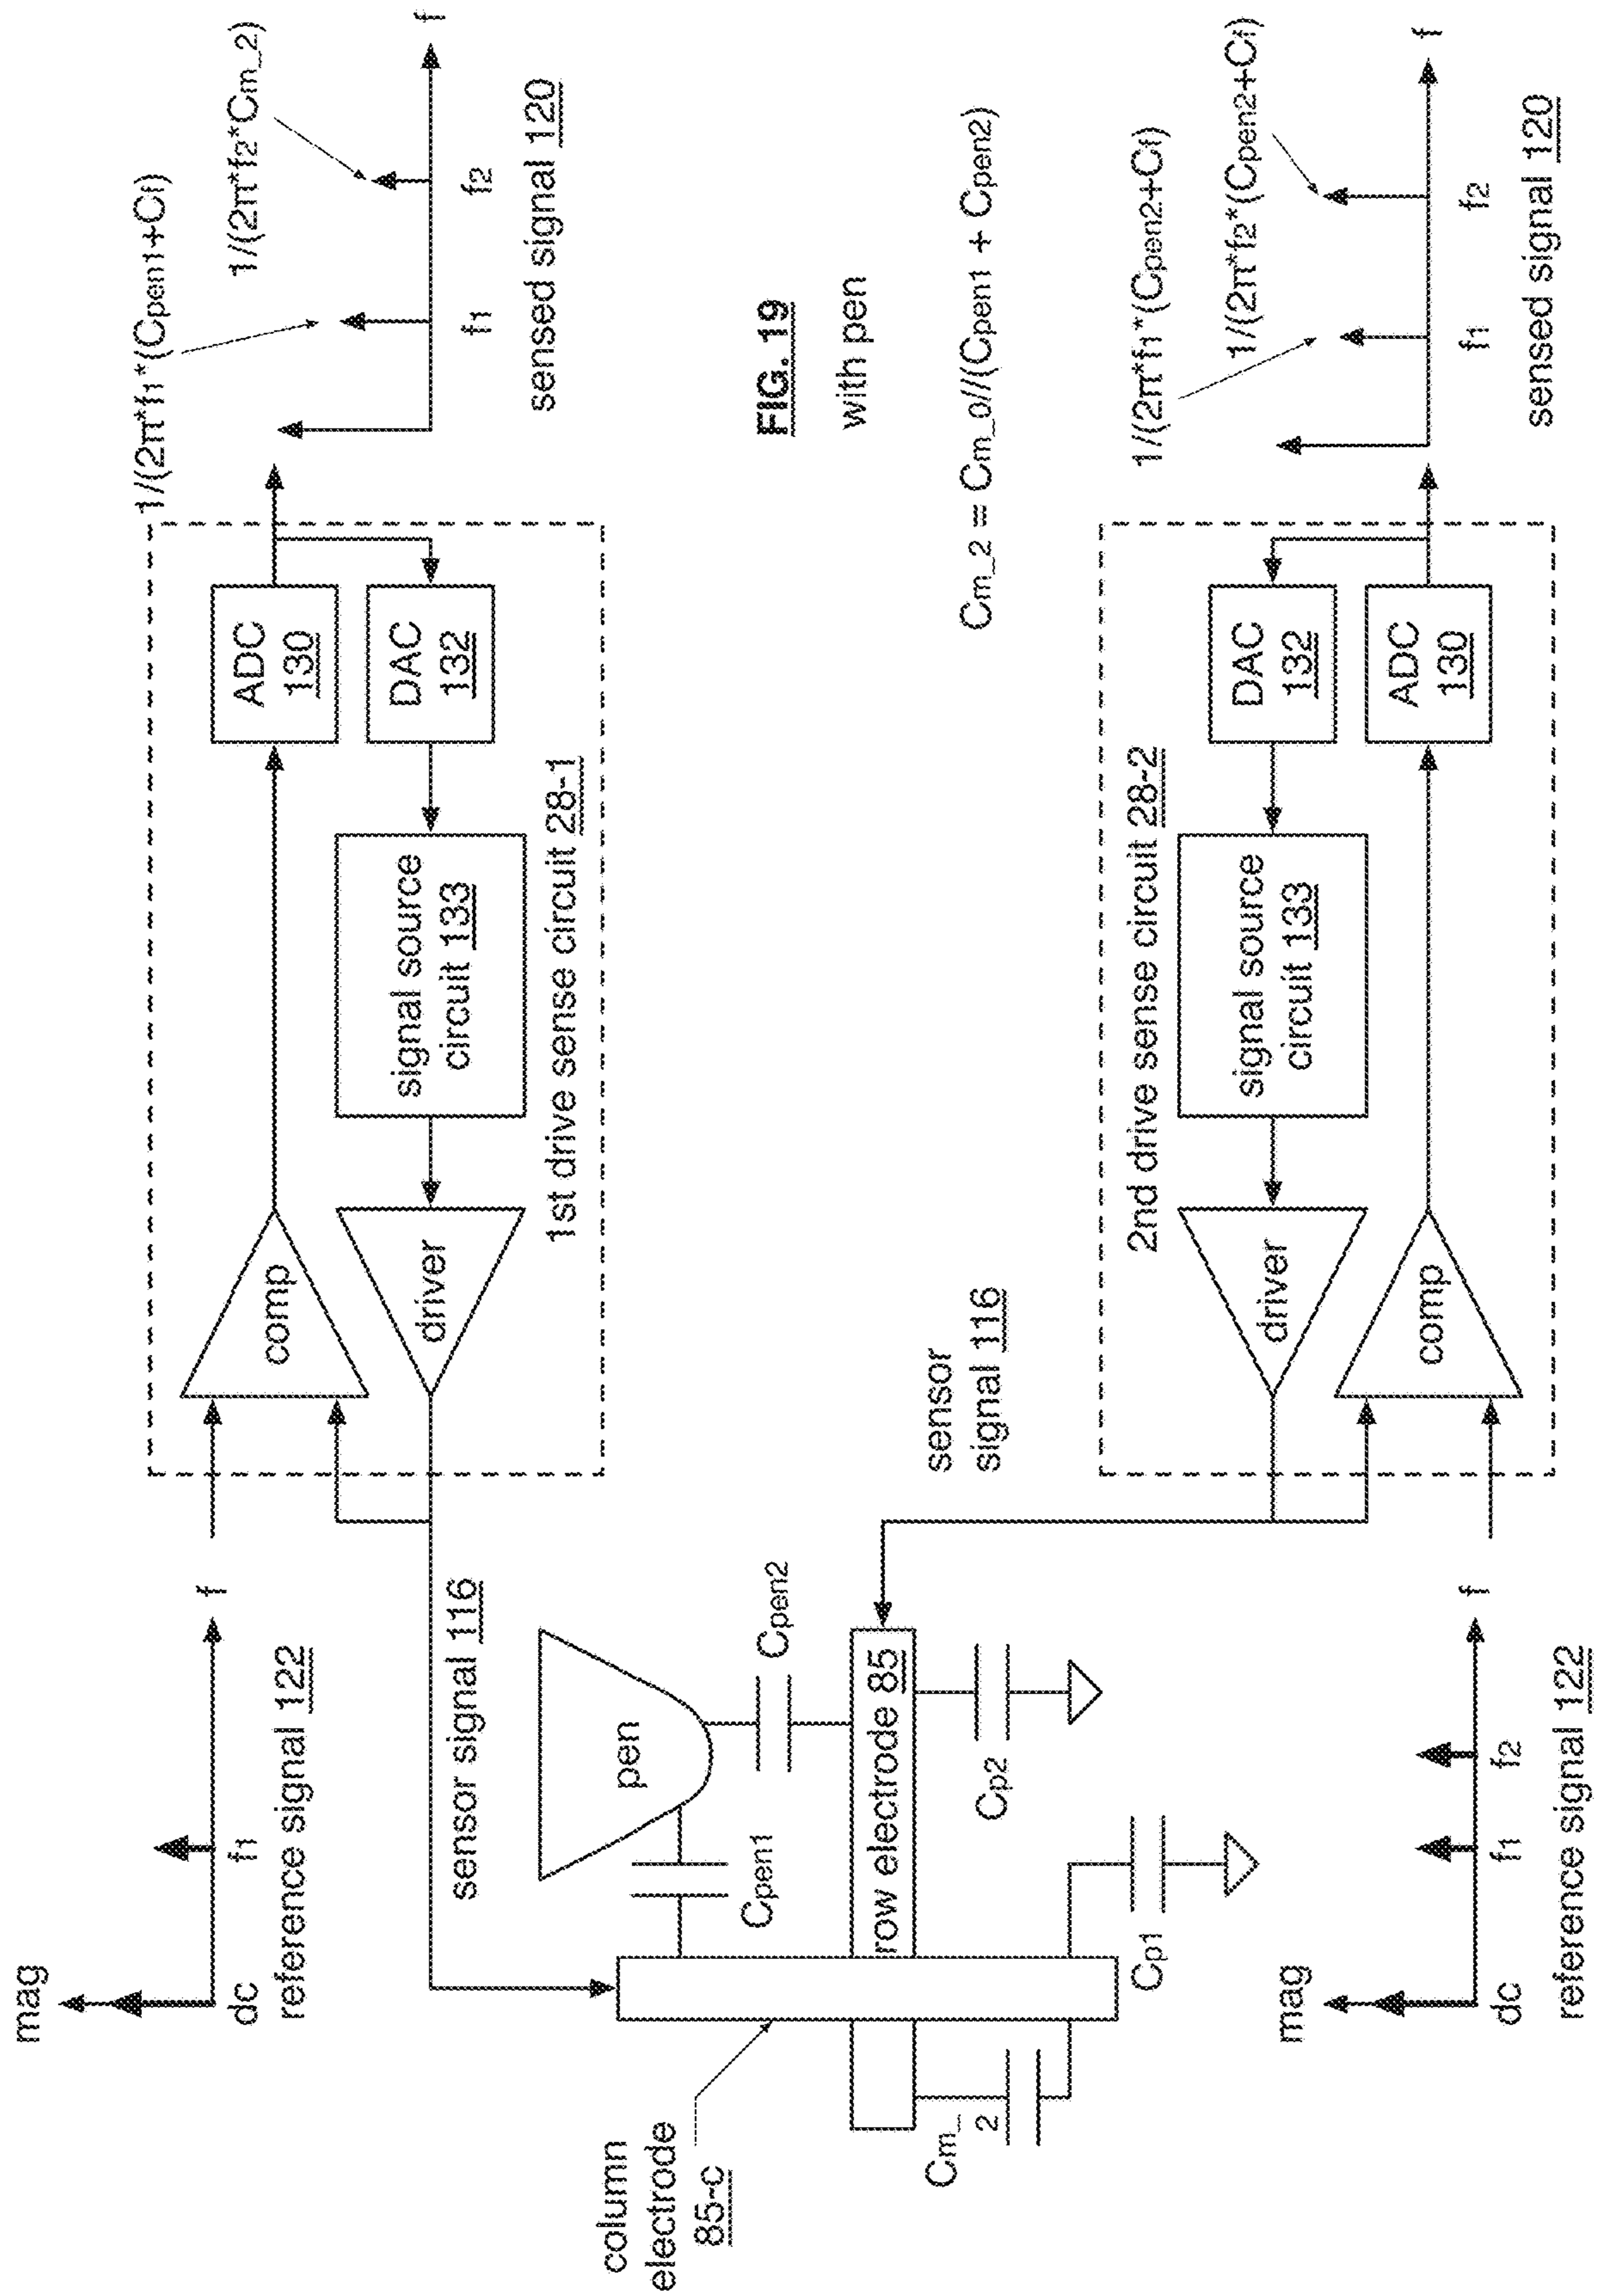 mag
dc
f1
f
reference signal 122
comp
ADC
130
DAC
132
signal source
circuit 133
driver
1st drive sense circuit 28-1
1/(2π*f1*(Cpen1+Cf)
1/(2π*f2*Cm_2)
f1
f2
f
sensed signal 120
sensor signal 116
pen
Cpen1
Cpen2
column
electrode
85-c
row electrode 85
Cm_
2
Cp1
Cp2
sensor
signal 116
FIG. 19
with pen
Cm_2 = Cm_0//(Cpen1 + Cpen2)
2nd drive sense circuit 28-2
DAC
132
signal source
circuit 133
driver
ADC
130
comp
1/(2π*f1*(Cpen2+Cf)
1/(2π*f2*(Cpen2+Cf)
f1
f2
f
sensed signal 120
mag
dc
f1
f2
f
reference signal 122